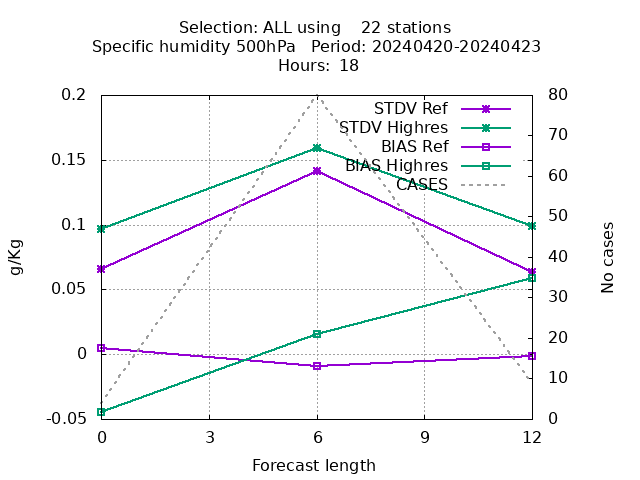 Selection: ALL using    22 stations
Specific humidity 500hPa   Period: 20240420-20240423
Hours: 18
0.2
0.15
0.1
0.05
0
-0.05
g/Kg
STDV Ref
STDV Highres
BIAS Ref
BIAS Highres
CASES
80
70
60
50
40
30
20
10
0
No cases
0 3 6 9 12
Forecast length